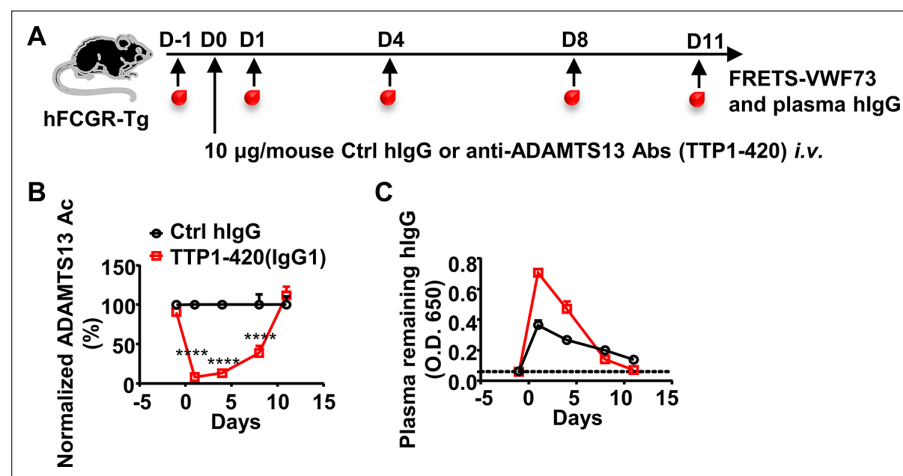 A
D-1 D0 D1 D4 D8 D11
hFCGR-Tg
FRETS-VWF73
and plasma hIgG
10 µg/mouse Ctrl hIgG or anti-ADAMTS13 Abs (TTP1-420) i.v.
B
Ctrl hIgG
TTP1-420(IgG1)
Normalized ADAMTS13 Ac
(%)
150
100
50
0
**** **** ****
-5 0 5 10 15
Days
C
Plasma remaining hIgG
(O.D. 650)
0.8
0.6
0.4
0.2
0.0
-5 0 5 10 15
Days